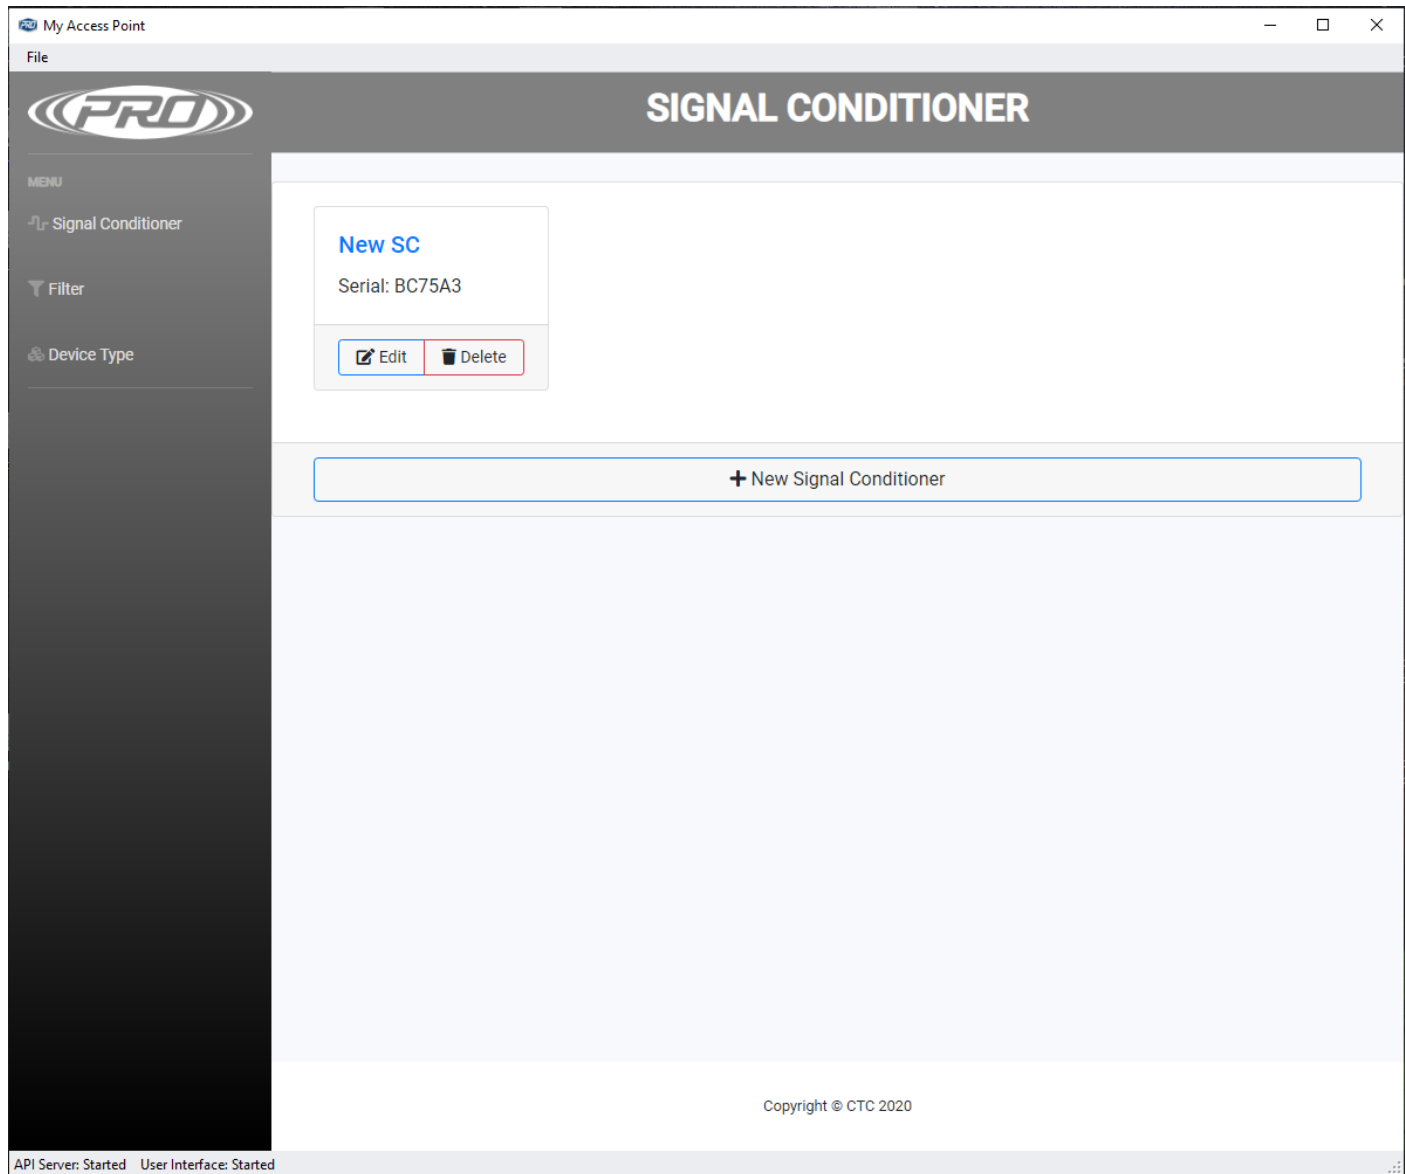 My Access Point
File
PRO
SIGNAL CONDITIONER
MENU
Signal Conditioner
Filter
Device Type
New SC
Serial: BC75A3
Edit Delete
New Signal Conditioner
Copyright © CTC 2020
API Server: Started User Interface: Started